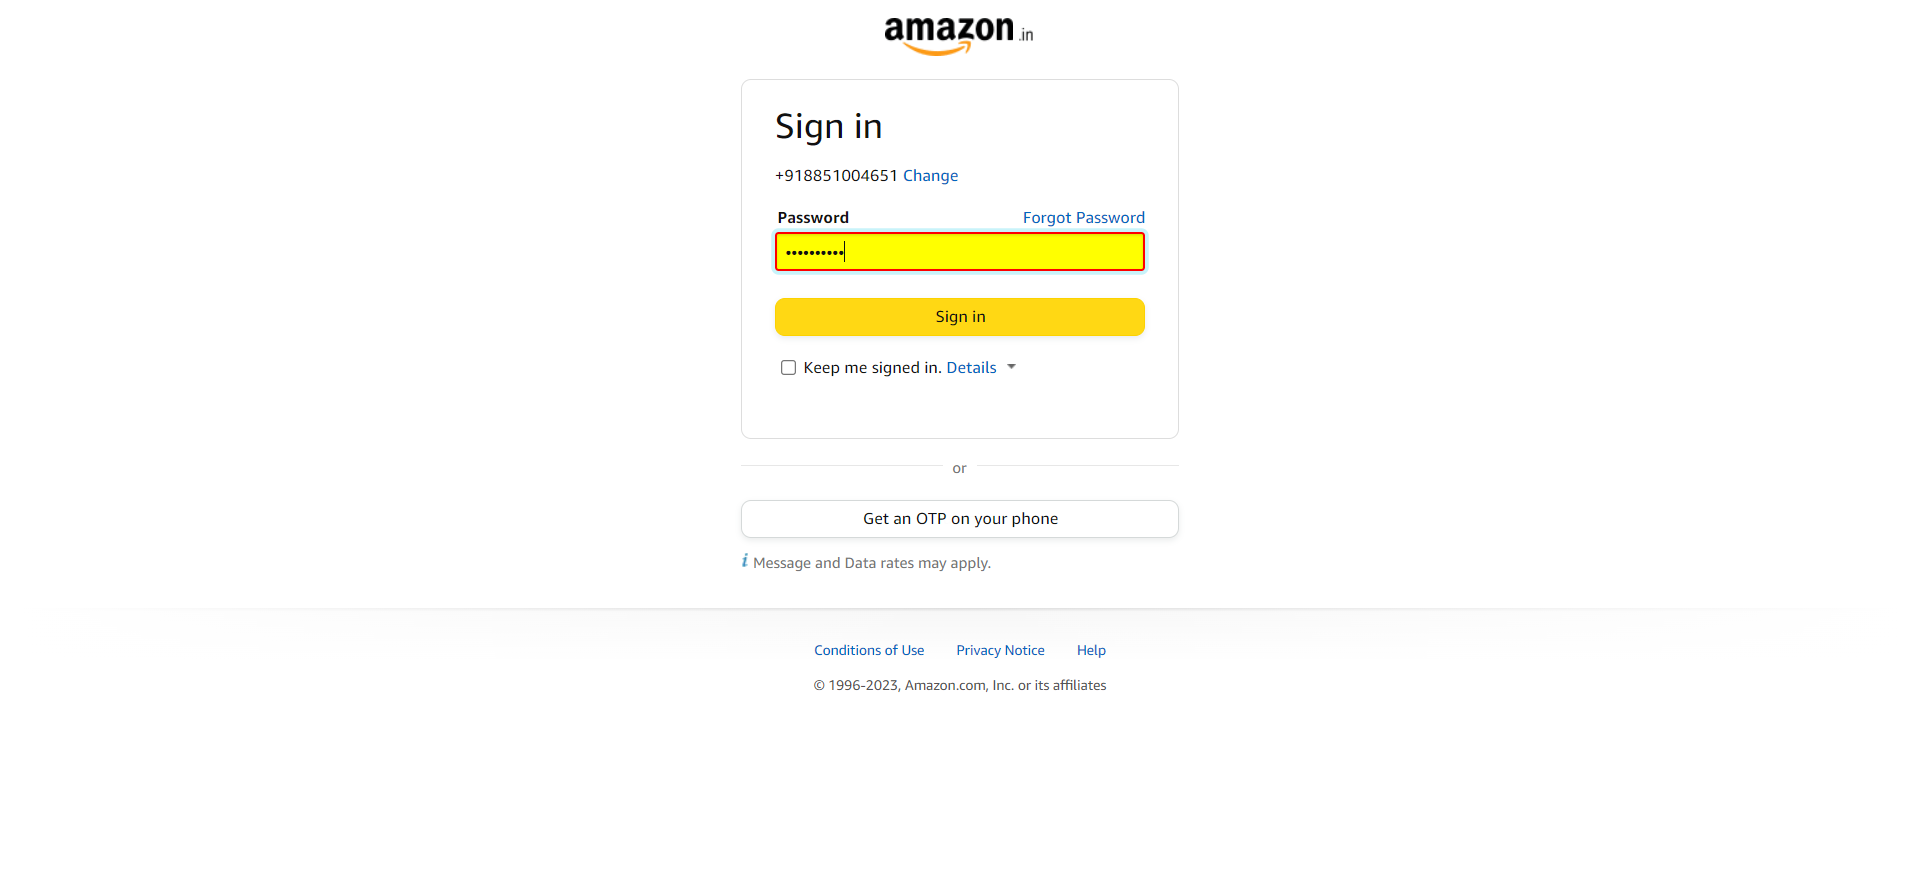 amazon.in
Sign in
+918851004651 Change
Password Forgot Password
••••••••••
Sign in
Keep me signed in. Details
or
Get an OTP on your phone
i Message and Data rates may apply.
Conditions of Use Privacy Notice Help
© 1996-2023, Amazon.com, Inc. or its affiliates